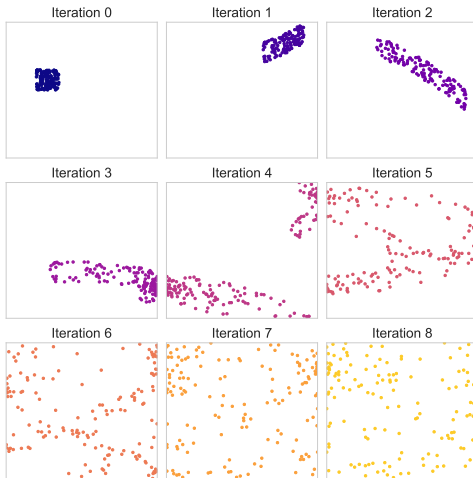 Iteration 0
Iteration 1
Iteration 2
Iteration 3
Iteration 4
Iteration 5
Iteration 6
Iteration 7
Iteration 8